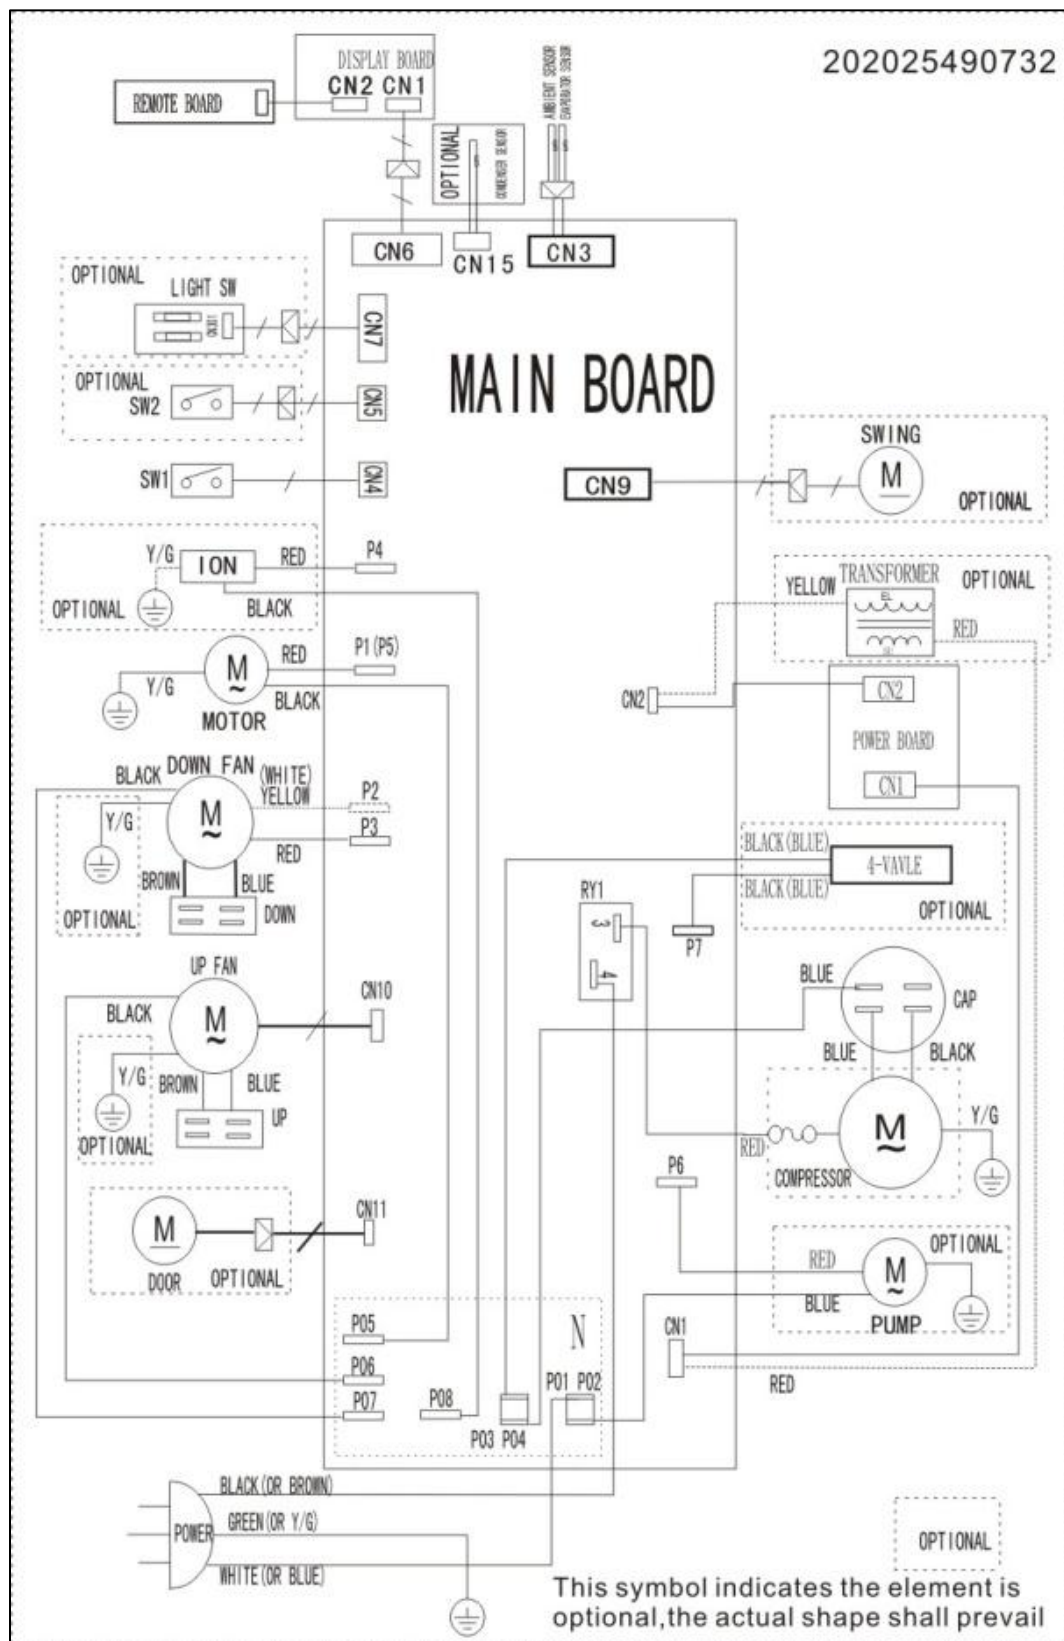 202025490732
DISPLAY BOARD
CN2 CN1
REMOTE BOARD
OPTIONAL
CONDENSER SENSOR
AMBIENT SENSOR
EVAPORATOR SENSOR
CN6
CN15
CN3
OPTIONAL
LIGHT SW
CN7
MAIN BOARD
OPTIONAL
SW2
CN5
SW1
CN4
SWING
M
CN9
OPTIONAL
Y/G
ION
RED
P4
OPTIONAL
BLACK
YELLOW
TRANSFORMER
OPTIONAL
RED
M
~
RED
P1(P5)
Y/G
BLACK
MOTOR
CN2
CN2
POWER BOARD
CN1
BLACK
DOWN FAN
(WHITE)
YELLOW
P2
Y/G
M
~
P3
RED
BROWN
BLUE
OPTIONAL
DOWN
BLACK(BLUE)
4-VAVLE
BLACK(BLUE)
OPTIONAL
RY1
3
4
P7
UP FAN
BLACK
M
~
CN10
BLUE
CAP
Y/G
BROWN
BLUE
OPTIONAL
UP
BLUE
BLACK
M
~
Y/G
RED
COMPRESSOR
P6
M
DOOR
CN11
OPTIONAL
RED
M
~
OPTIONAL
BLUE
PUMP
P05
N
CN1
P06
P07
P08
P01 P02
RED
P03 P04
BLACK(OR BROWN)
POWER
GREEN(OR Y/G)
WHITE(OR BLUE)
OPTIONAL
This symbol indicates the element is
optional,the actual shape shall prevail